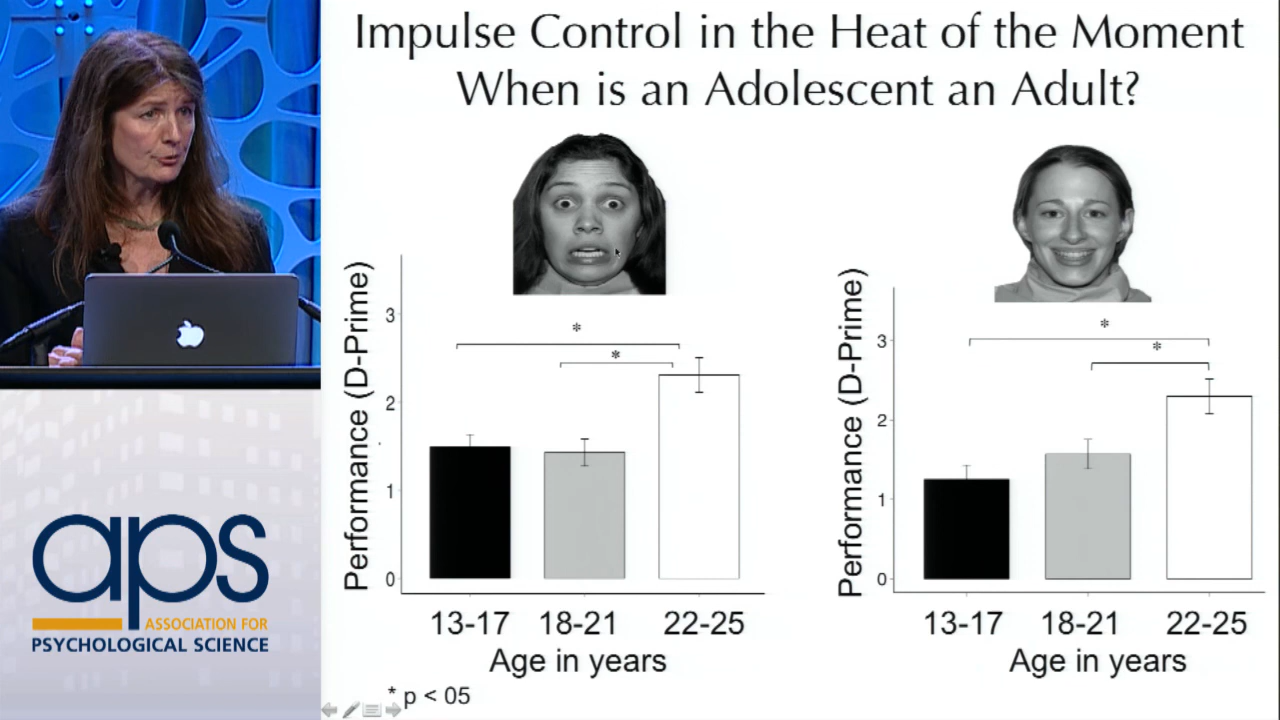 Impulse Control in the Heat of the Moment
When is an Adolescent an Adult?
*
*
Performance (D-Prime)
3
2
1
0
13-17 18-21 22-25
Age in years
* p < 05
*
*
Performance (D-Prime)
3
2
1
0
13-17 18-21 22-25
Age in years
aps
ASSOCIATION FOR
PSYCHOLOGICAL SCIENCE